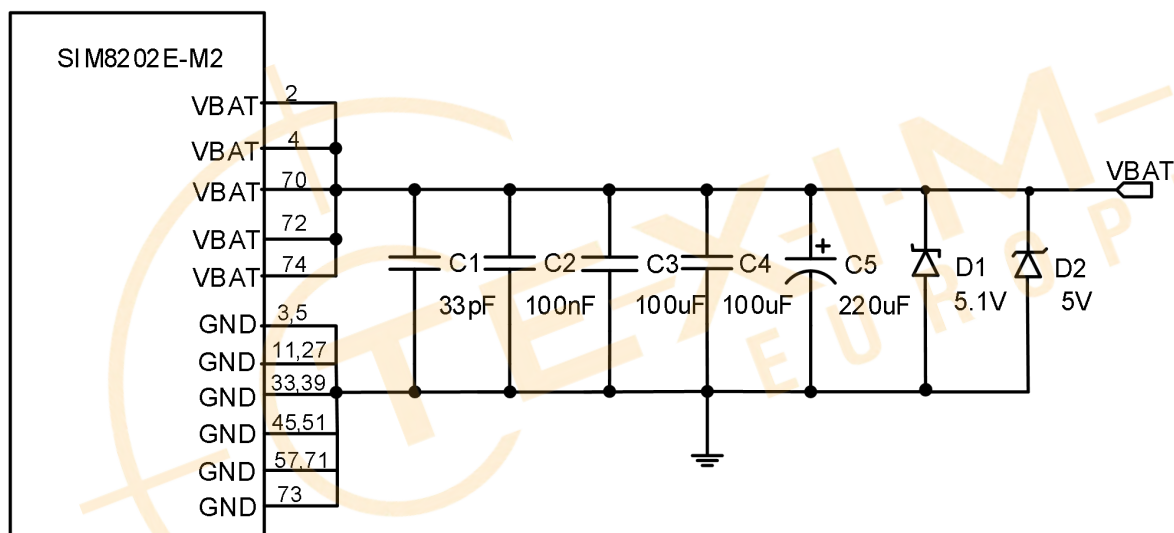 SIM8202E-M2
VBAT 2
VBAT 4
VBAT 70
VBAT
VBAT 72
VBAT 74
C1
C2
C3
C4
C5
D1
D2
33pF
100nF
100uF
100uF
220uF
5.1V
5V
GND 3,5
GND 11,27
GND 33,39
GND 45,51
GND 57,71
GND 73
TEXIM
EUROP